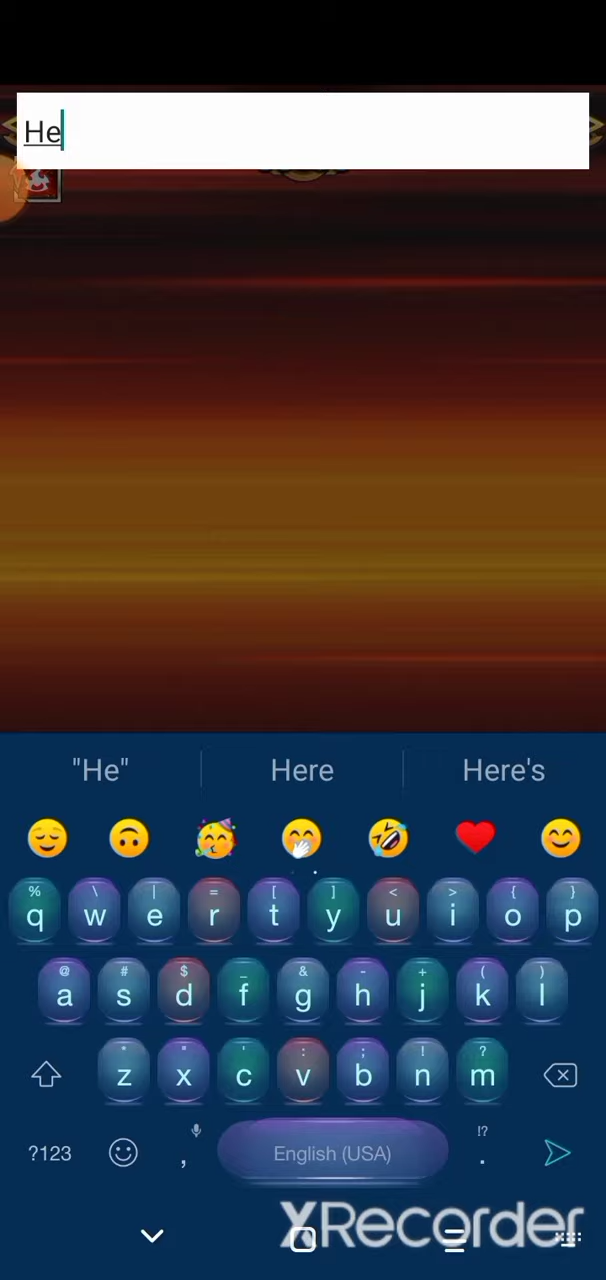 He
"He" Here Here's
% \ | = [ ] < > { }
q w e r t y u i o p
@ # $ _ & - + ( )
a s d f g h j k l
* " ' : ; ! ?
z x c v b n m
!?
?123 , English (USA) .
XRecorder